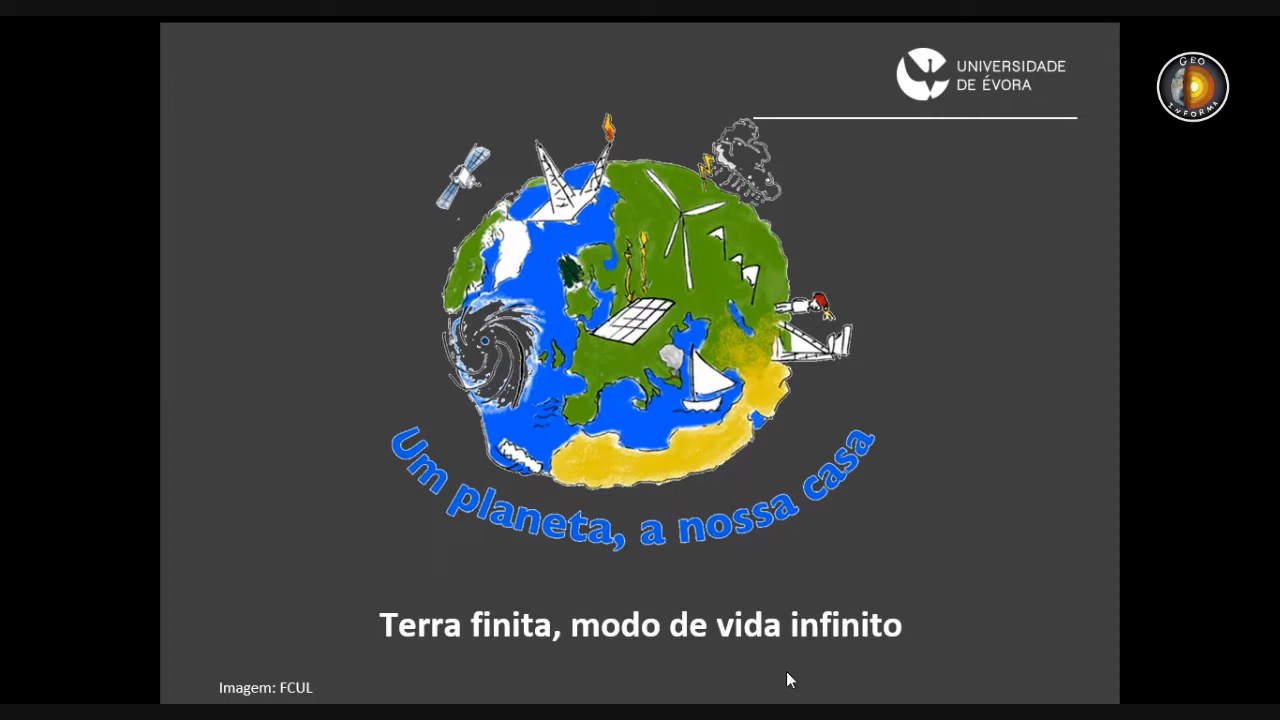 UNIVERSIDADE
DE ÉVORA
GEO
INFORMA
Um planeta, a nossa casa
Terra finita, modo de vida infinito
Imagem: FCUL